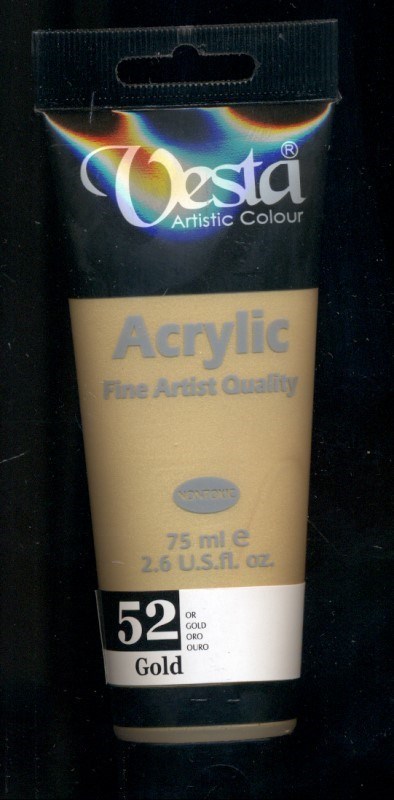 Vesta®
Artistic Colour
Acrylic
Fine Artist Quality
NONTOXIC
75 ml e
2.6 U.S.fl. oz.
52
OR
GOLD
ORO
OURO
Gold